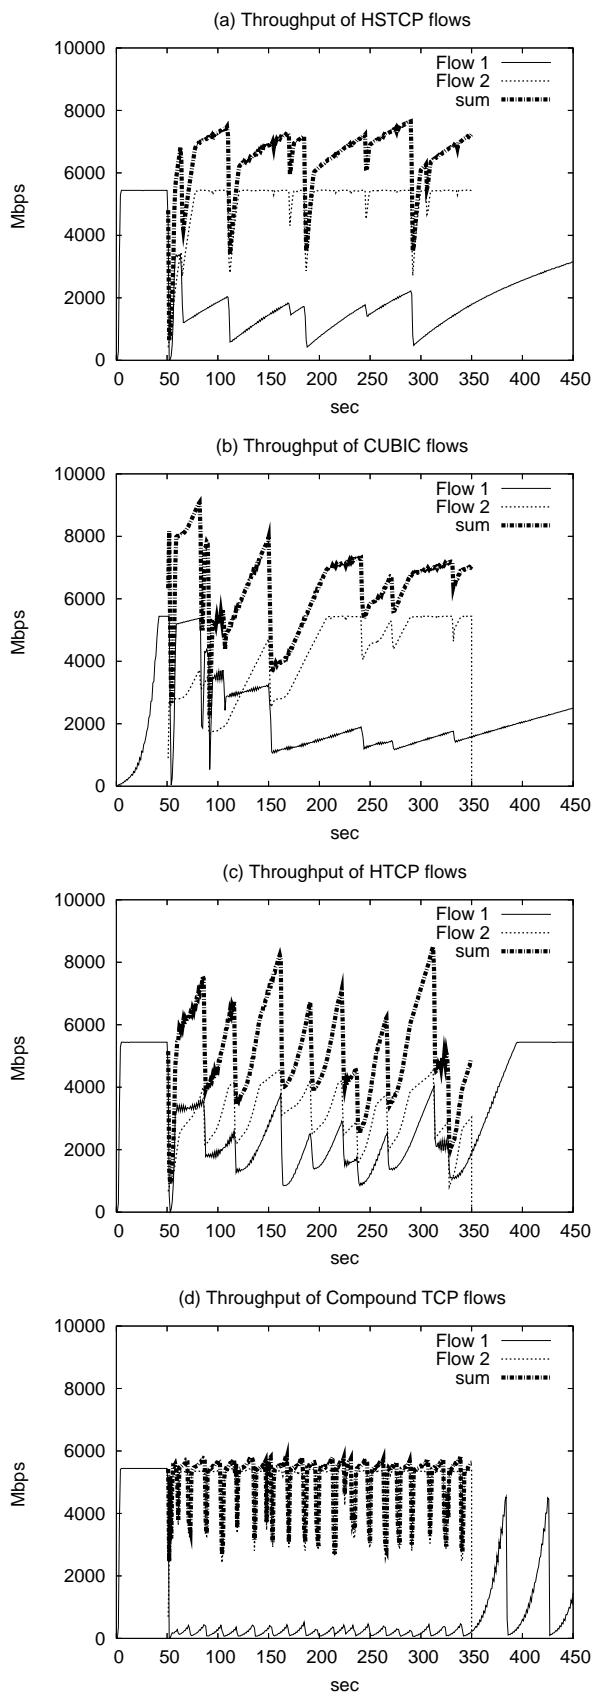 (a) Throughput of HSTCP flows
10000
8000
6000
4000
2000
0
Mbps
Flow 1
Flow 2
sum
0 50 100 150 200 250 300 350 400 450
sec
(b) Throughput of CUBIC flows
10000
8000
6000
4000
2000
0
Mbps
Flow 1
Flow 2
sum
0 50 100 150 200 250 300 350 400 450
sec
(c) Throughput of HTCP flows
10000
8000
6000
4000
2000
0
Mbps
Flow 1
Flow 2
sum
0 50 100 150 200 250 300 350 400 450
sec
(d) Throughput of Compound TCP flows
10000
8000
6000
4000
2000
0
Mbps
Flow 1
Flow 2
sum
0 50 100 150 200 250 300 350 400 450
sec